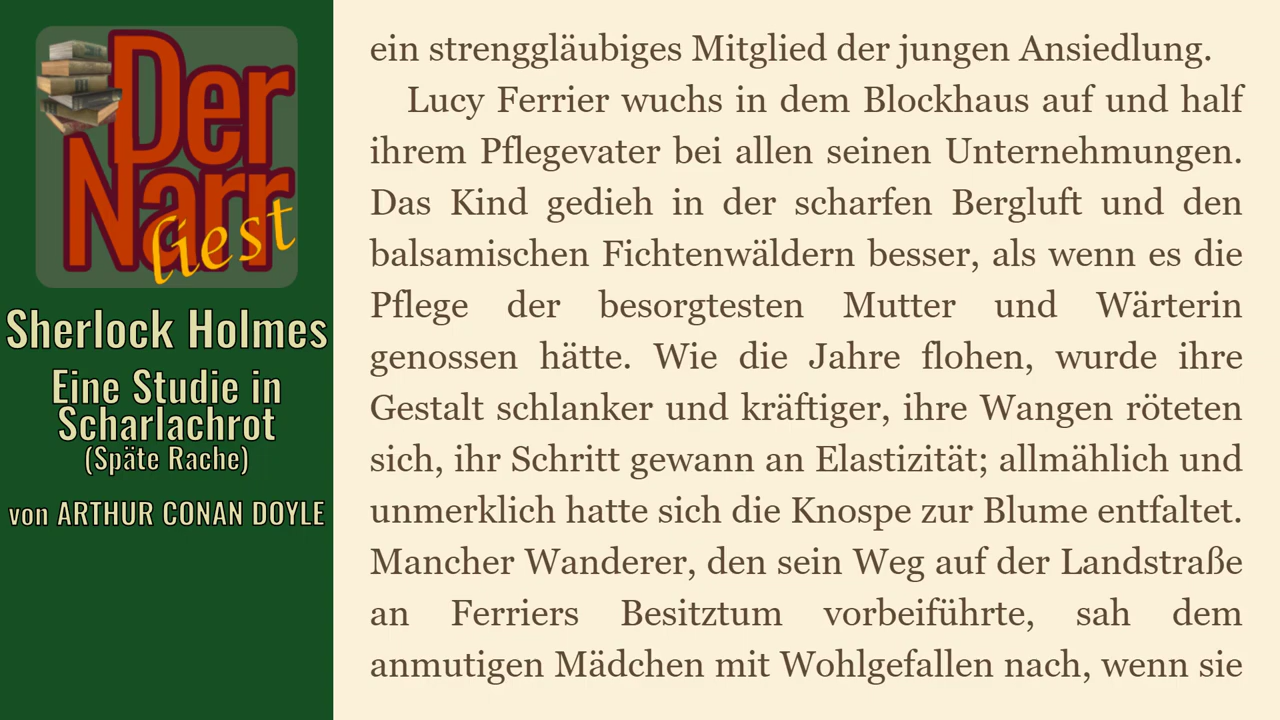 Der
Narr
liest
Sherlock Holmes
Eine Studie in
Scharlachrot
(Späte Rache)
von ARTHUR CONAN DOYLE
ein strenggläubiges Mitglied der jungen Ansiedlung.
Lucy Ferrier wuchs in dem Blockhaus auf und half
ihrem Pflegevater bei allen seinen Unternehmungen.
Das Kind gedieh in der scharfen Bergluft und den
balsamischen Fichtenwäldern besser, als wenn es die
Pflege der besorgtesten Mutter und Wärterin
genossen hätte. Wie die Jahre flohen, wurde ihre
Gestalt schlanker und kräftiger, ihre Wangen röteten
sich, ihr Schritt gewann an Elastizität; allmählich und
unmerklich hatte sich die Knospe zur Blume entfaltet.
Mancher Wanderer, den sein Weg auf der Landstraße
an Ferriers Besitztum vorbeiführte, sah dem
anmutigen Mädchen mit Wohlgefallen nach, wenn sie